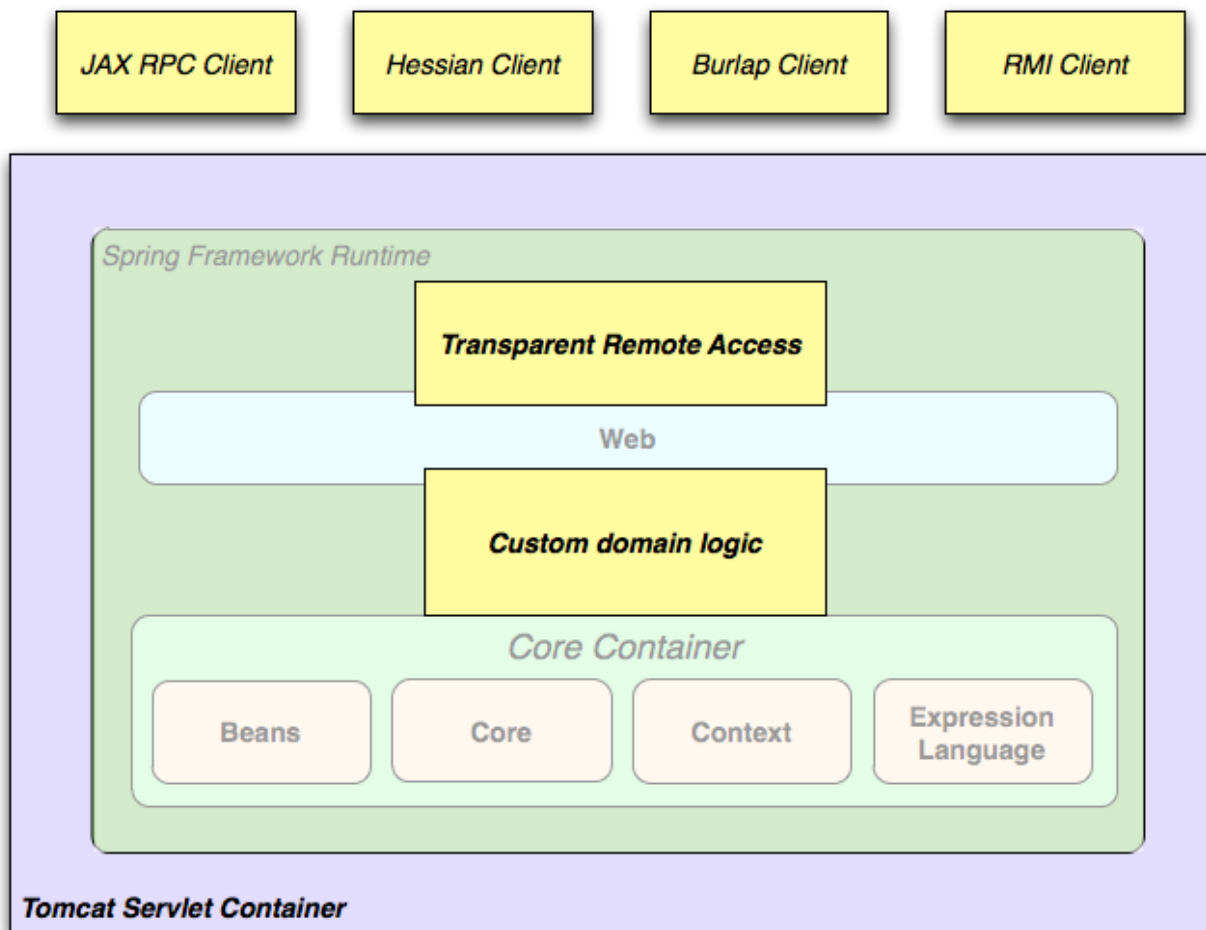 JAX RPC Client
Hessian Client
Burlap Client
RMI Client
Spring Framework Runtime
Transparent Remote Access
Web
Custom domain logic
Core Container
Beans
Core
Context
Expression
Language
Tomcat Servlet Container